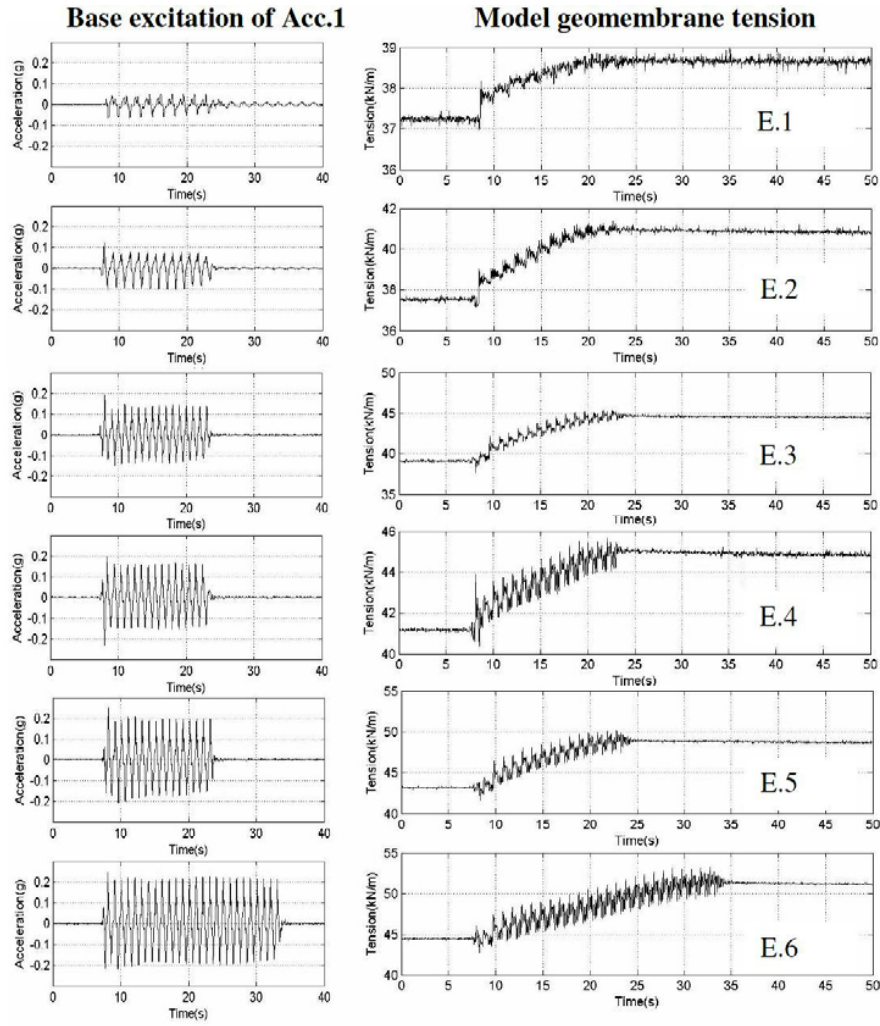 Base excitation of Acc.1
Model geomembrane tension
Acceleration(g)
0.2
0.1
0
-0.1
-0.2
0 10 20 30 40
Time(s)
Tension(kN/m)
39
38
37
36
E.1
0 5 10 15 20 25 30 35 40 45 50
Time(s)
Acceleration(g)
0.2
0.1
0
-0.1
-0.2
0 10 20 30 40
Time(s)
Tension(kN/m)
42
40
38
36
E.2
0 5 10 15 20 25 30 35 40 45 50
Time(s)
Acceleration(g)
0.2
0.1
0
-0.1
-0.2
0 10 20 30 40
Time(s)
Tension(kN/m)
50
45
40
35
E.3
0 5 10 15 20 25 30 35 40 45 50
Time(s)
Acceleration(g)
0.2
0.1
0
-0.1
-0.2
0 10 20 30 40
Time(s)
Tension(kN/m)
46
44
42
40
E.4
0 5 10 15 20 25 30 35 40 45 50
Time(s)
Acceleration(g)
0.2
0.1
0
-0.1
-0.2
0 10 20 30 40
Time(s)
Tension(kN/m)
55
50
45
40
E.5
0 5 10 15 20 25 30 35 40 45 50
Time(s)
Acceleration(g)
0.2
0.1
0
-0.1
-0.2
0 10 20 30 40
Time(s)
Tension(kN/m)
55
50
45
40
E.6
0 5 10 15 20 25 30 35 40 45 50
Time(s)